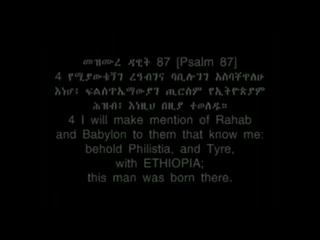 መዝሙረ ዳዊት 87 [Psalm 87]
4 የሚያውቁኝን ረዓብንና ባቢሎንን አስባቸዋለሁ
እነሆ፥ ፍልስጥኤማውያን ጢሮስም የኢትዮጵያም
ሕዝብ፥ እነዚህ በዚያ ተወለዱ።
4 I will make mention of Rahab
and Babylon to them that know me:
behold Philistia, and Tyre,
with ETHIOPIA;
this man was born there.